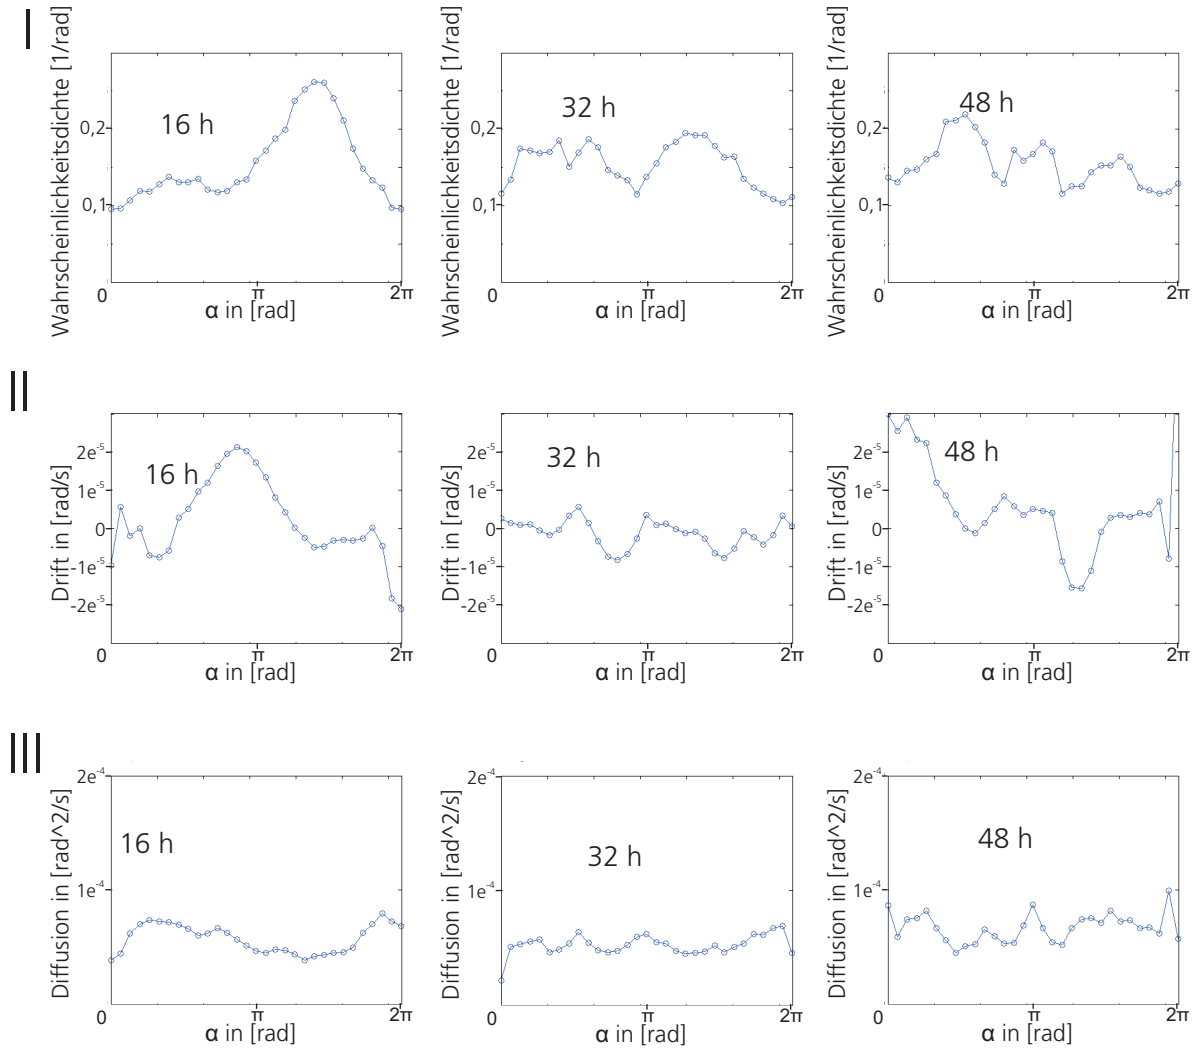 I
Wahrscheinlichkeitsdichte [1/rad]
0,2
0,1
0
π
2π
16 h
α in [rad]
Wahrscheinlichkeitsdichte [1/rad]
0,2
0,1
0
π
2π
32 h
α in [rad]
Wahrscheinlichkeitsdichte [1/rad]
0,2
0,1
0
π
2π
48 h
α in [rad]
II
Drift in [rad/s]
2e⁻⁵
1e⁻⁵
0
-1e⁻⁵
-2e⁻⁵
0
π
2π
16 h
α in [rad]
Drift in [rad/s]
2e⁻⁵
1e⁻⁵
0
-1e⁻⁵
-2e⁻⁵
0
π
2π
32 h
α in [rad]
Drift in [rad/s]
2e⁻⁵
1e⁻⁵
0
-1e⁻⁵
-2e⁻⁵
0
π
2π
48 h
α in [rad]
III
Diffusion in [rad^2/s]
2e⁻⁴
1e⁻⁴
0
π
2π
16 h
α in [rad]
Diffusion in [rad^2/s]
2e⁻⁴
1e⁻⁴
0
π
2π
32 h
α in [rad]
Diffusion in [rad^2/s]
2e⁻⁴
1e⁻⁴
0
π
2π
48 h
α in [rad]